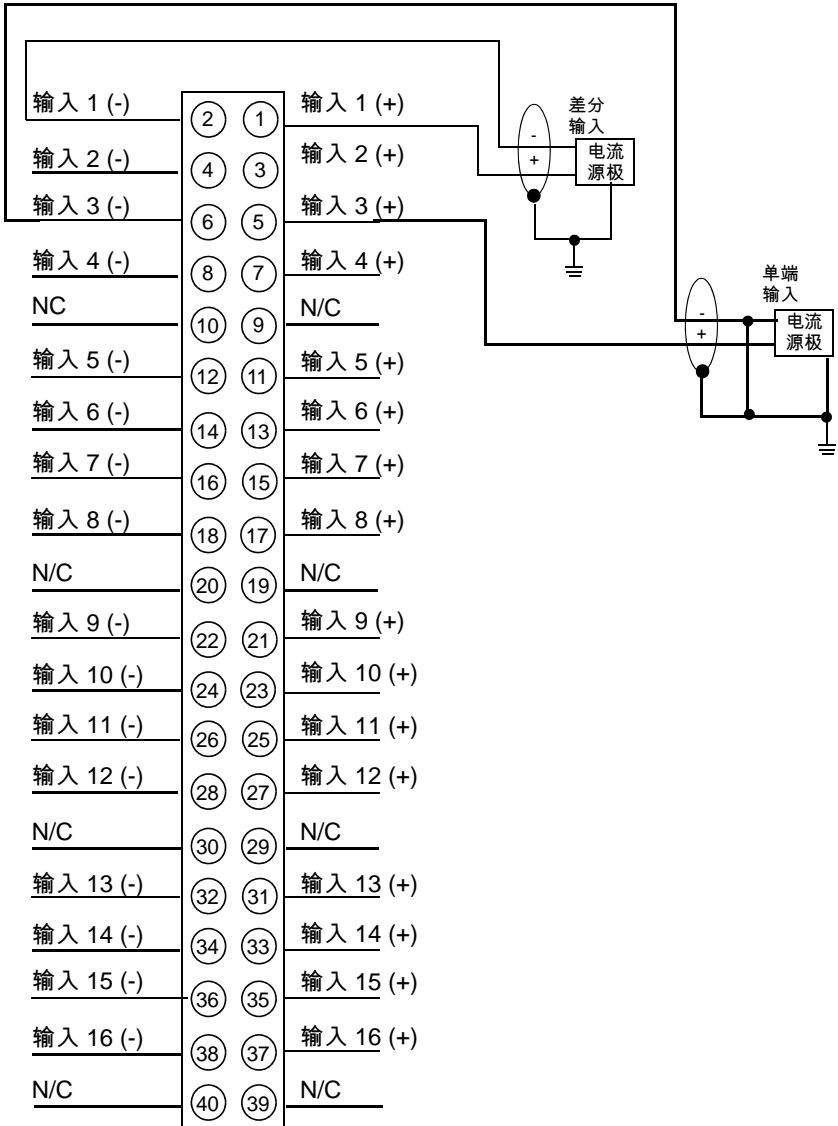 输入 1 (-) 2 1 输入 1 (+)
输入 2 (-) 4 3 输入 2 (+)
输入 3 (-) 6 5 输入 3 (+)
输入 4 (-) 8 7 输入 4 (+)
NC 10 9 N/C
输入 5 (-) 12 11 输入 5 (+)
输入 6 (-) 14 13 输入 6 (+)
输入 7 (-) 16 15 输入 7 (+)
输入 8 (-) 18 17 输入 8 (+)
N/C 20 19 N/C
输入 9 (-) 22 21 输入 9 (+)
输入 10 (-) 24 23 输入 10 (+)
输入 11 (-) 26 25 输入 11 (+)
输入 12 (-) 28 27 输入 12 (+)
N/C 30 29 N/C
输入 13 (-) 32 31 输入 13 (+)
输入 14 (-) 34 33 输入 14 (+)
输入 15 (-) 36 35 输入 15 (+)
输入 16 (-) 38 37 输入 16 (+)
N/C 40 39 N/C
差分
输入
-
+
电流
源极
单端
输入
-
+
电流
源极